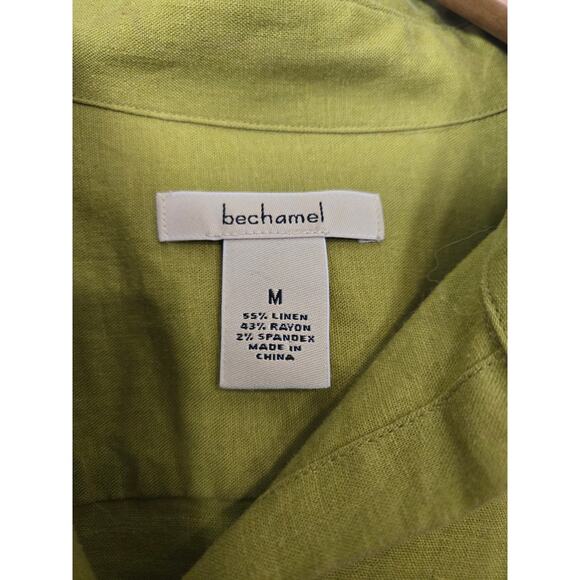 bechamel
M
55% LINEN
43% RAYON
2% SPANDEX
MADE IN
CHINA